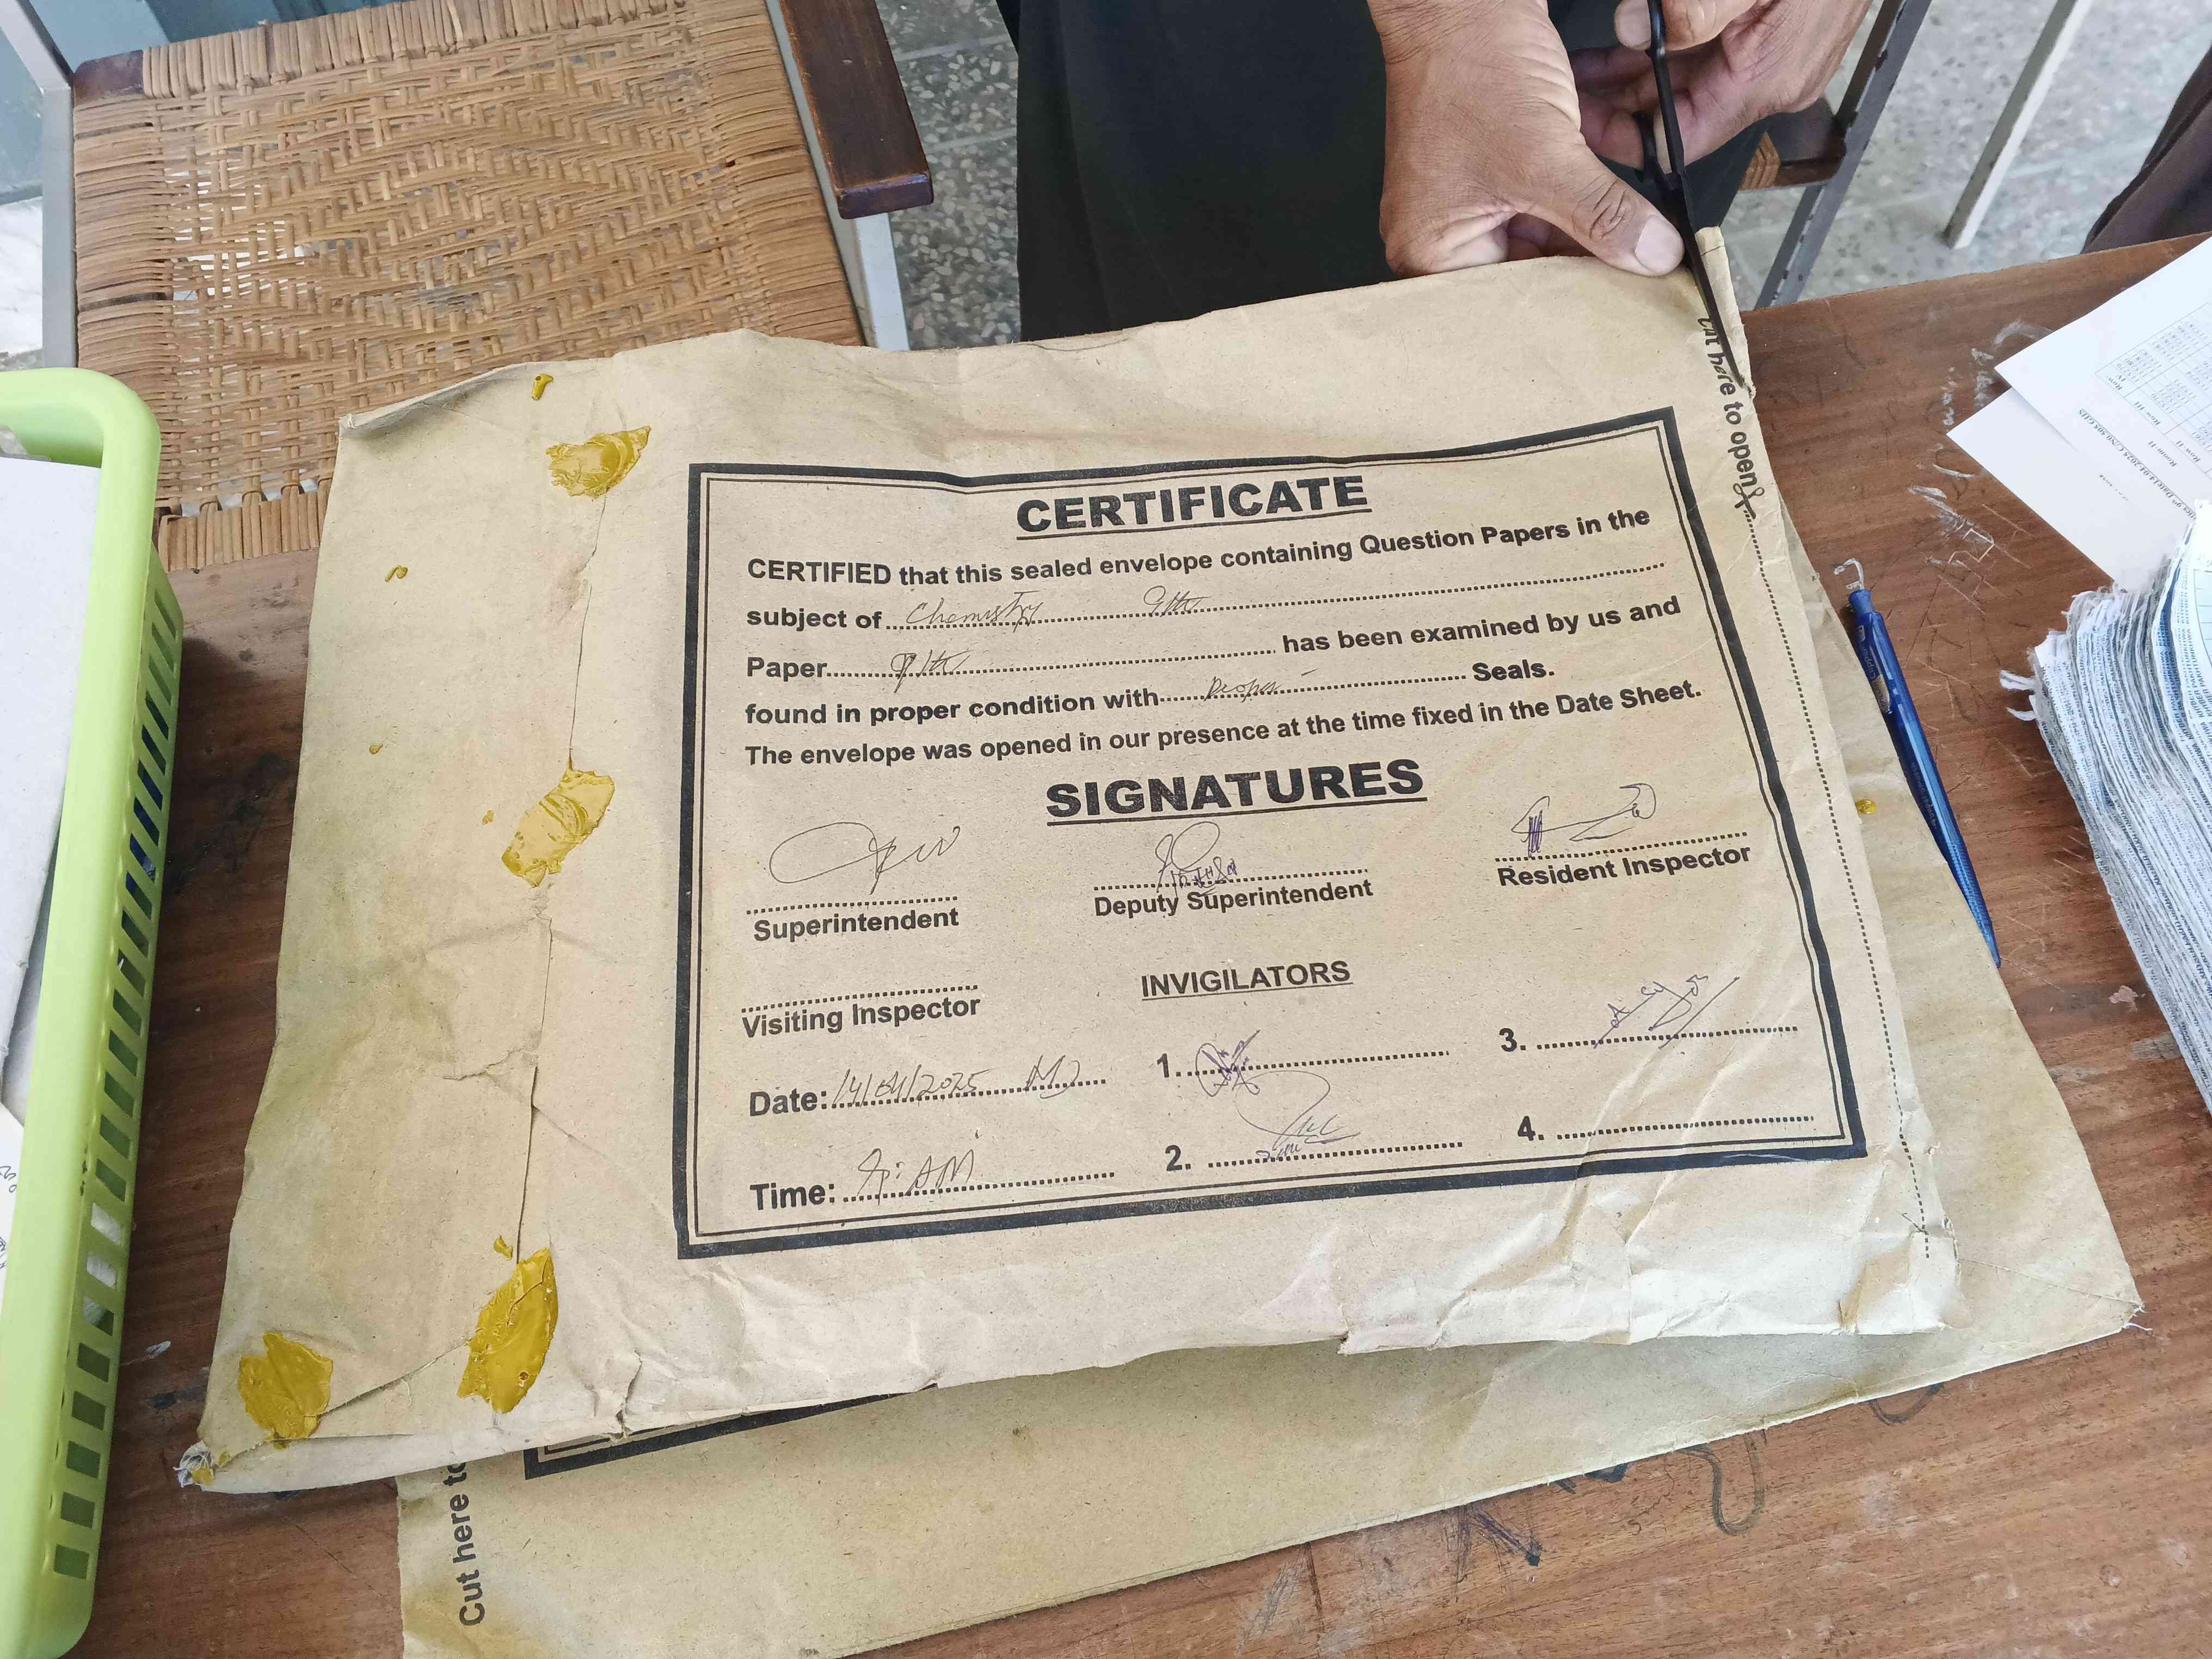 Cut here to open
CERTIFICATE
CERTIFIED that this sealed envelope containing Question Papers in the
subject of Chemistry 9th
Paper 9th has been examined by us and
found in proper condition with proper Seals.
The envelope was opened in our presence at the time fixed in the Date Sheet.
SIGNATURES
Superintendent
Deputy Superintendent
Resident Inspector
Visiting Inspector
INVIGILATORS
Date: 14/04/2025
1.
3.
Time: AM
2.
4.
Cut here to